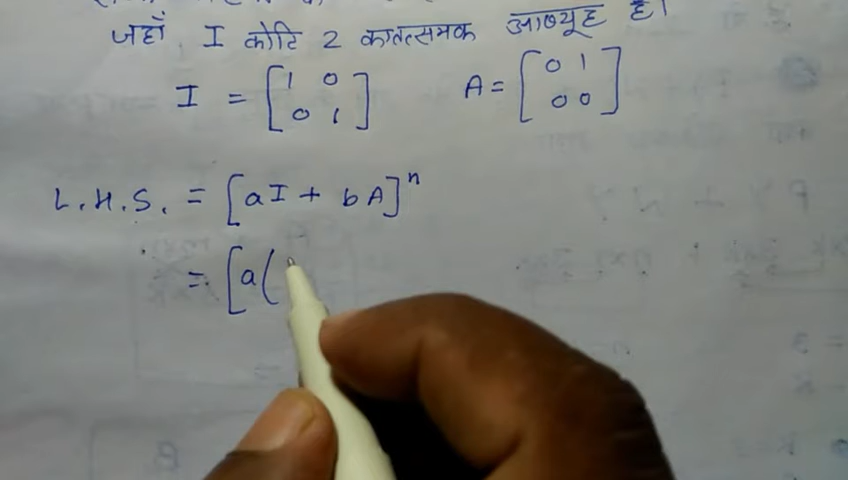 जहाँ I कोटि 2 का तत्समक आव्यूह है।
I = [1 0 0 1] A = [0 1 0 0]
L.H.S. = [aI + bA]ⁿ
= [a(